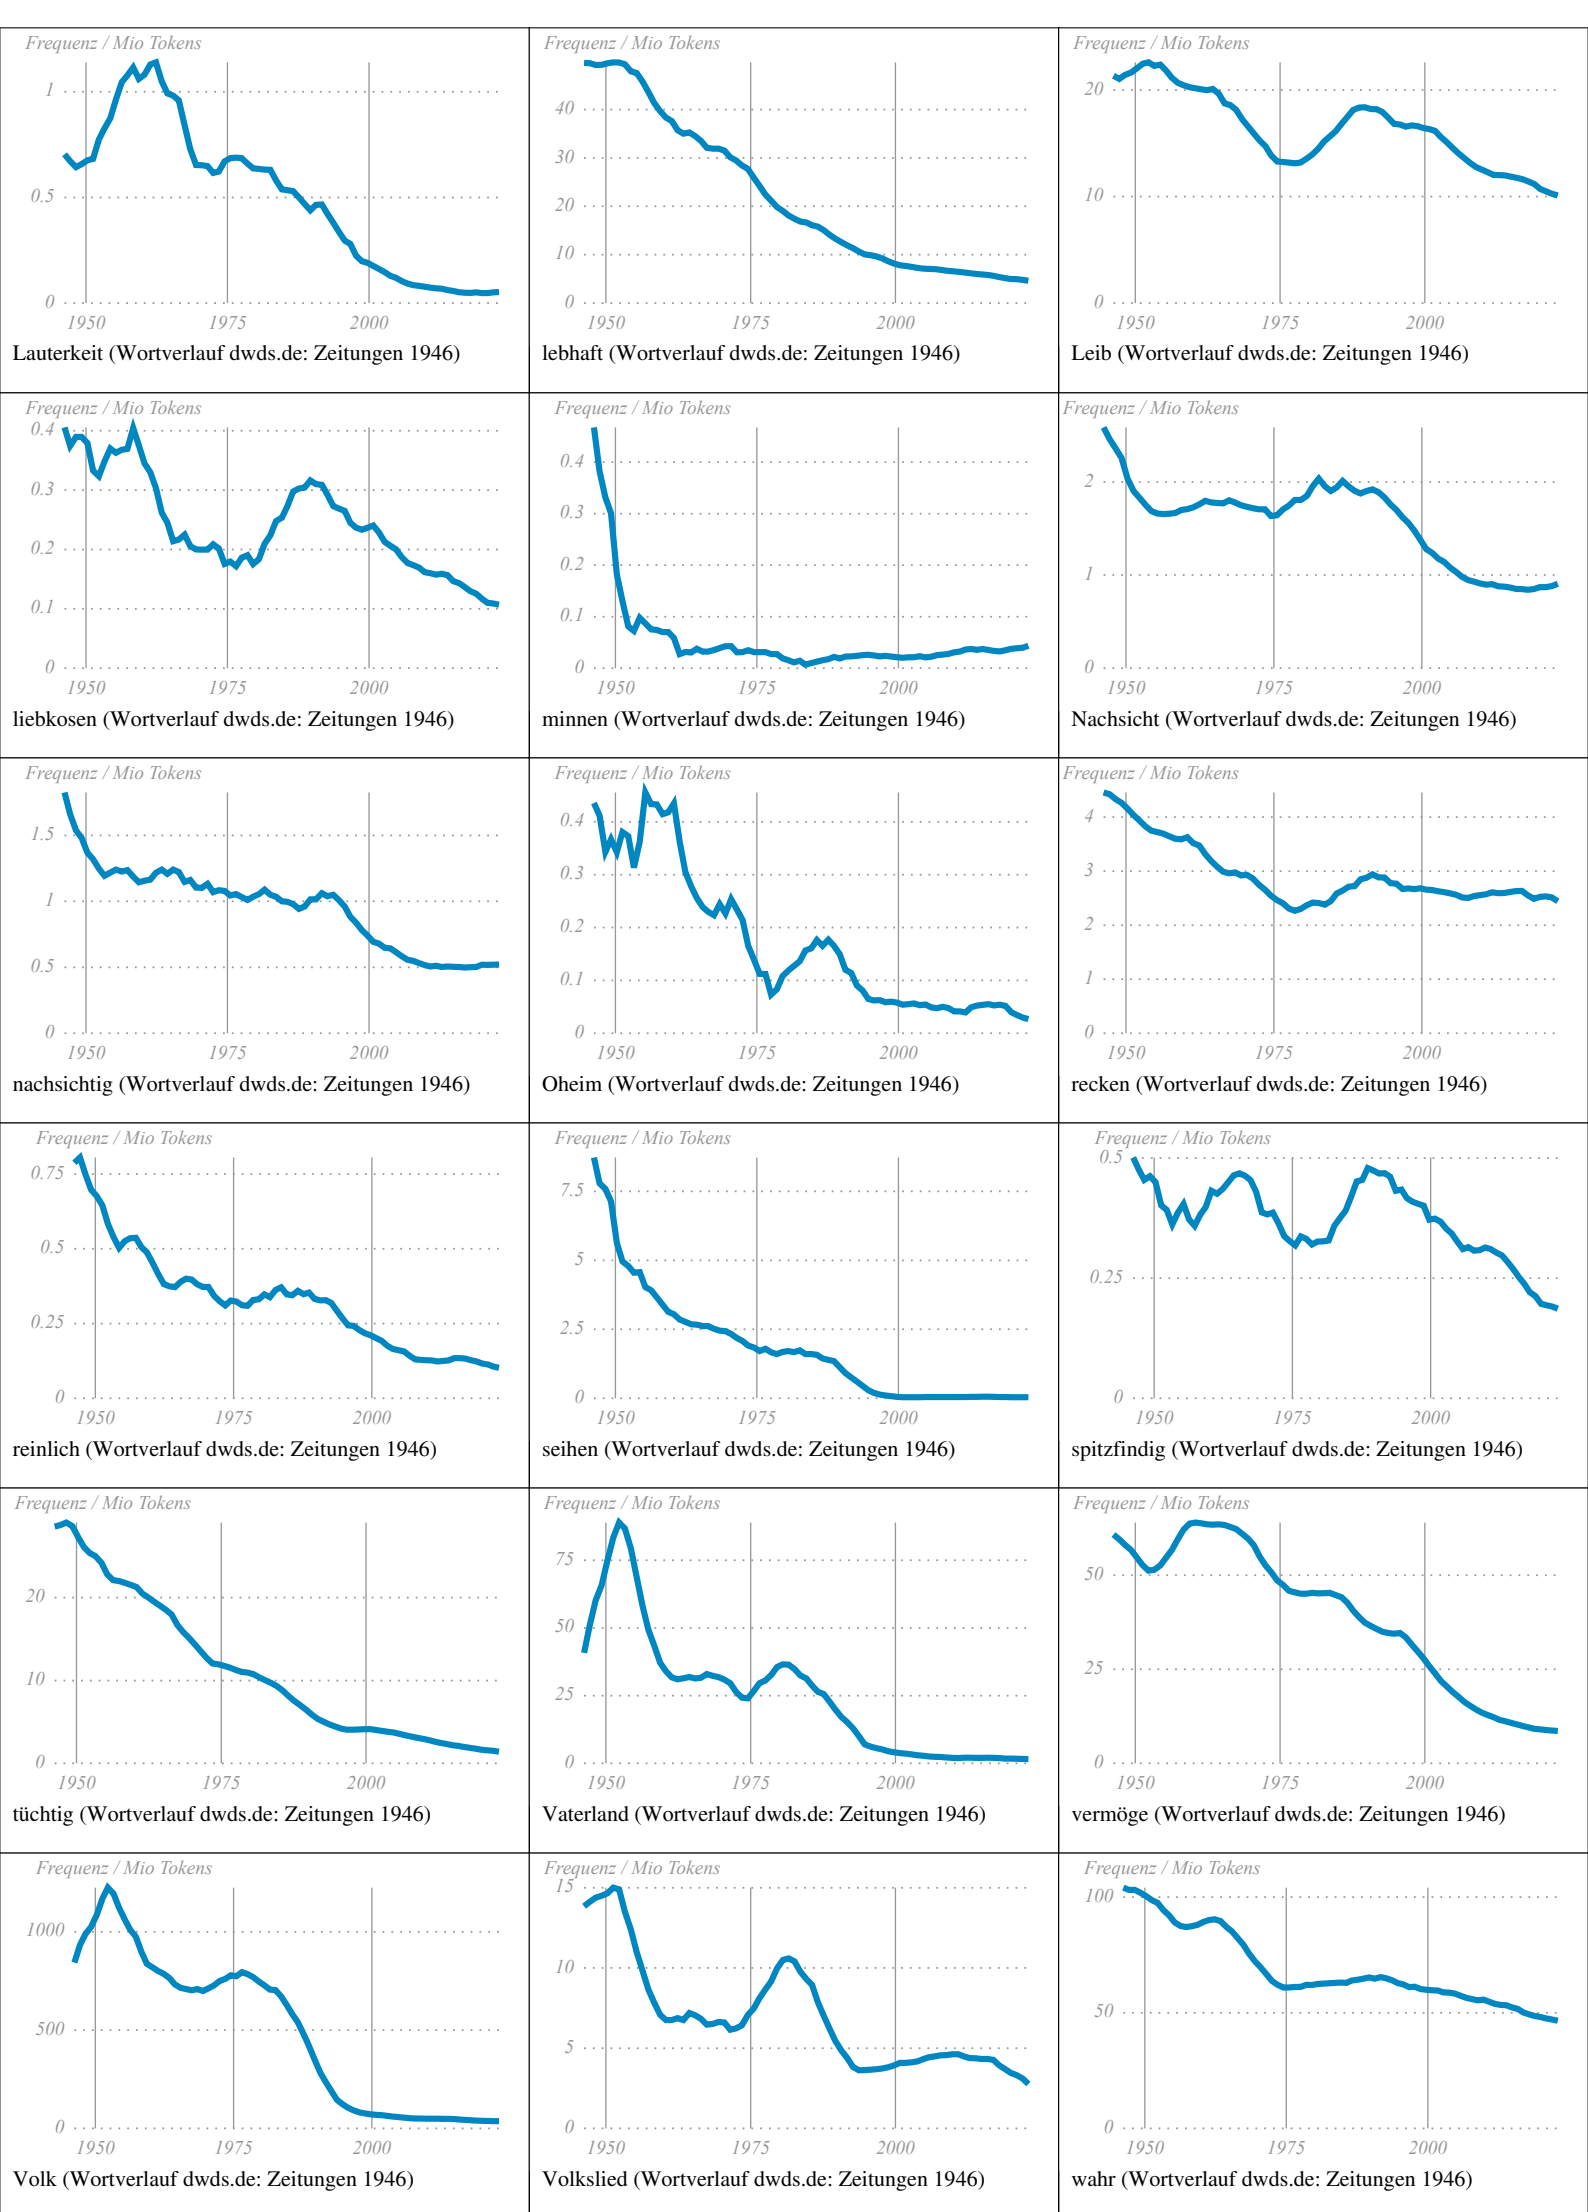 Frequenz / Mio Tokens
1
0.5
0
1950 1975 2000
Lauterkeit (Wortverlauf dwds.de: Zeitungen 1946)
Frequenz / Mio Tokens
40
30
20
10
0
1950 1975 2000
lebhaft (Wortverlauf dwds.de: Zeitungen 1946)
Frequenz / Mio Tokens
20
10
0
1950 1975 2000
Leib (Wortverlauf dwds.de: Zeitungen 1946)
Frequenz / Mio Tokens
0.4
0.3
0.2
0.1
0
1950 1975 2000
liebkosen (Wortverlauf dwds.de: Zeitungen 1946)
Frequenz / Mio Tokens
0.4
0.3
0.2
0.1
0
1950 1975 2000
minnen (Wortverlauf dwds.de: Zeitungen 1946)
Frequenz / Mio Tokens
2
1
0
1950 1975 2000
Nachsicht (Wortverlauf dwds.de: Zeitungen 1946)
Frequenz / Mio Tokens
1.5
1
0.5
0
1950 1975 2000
nachsichtig (Wortverlauf dwds.de: Zeitungen 1946)
Frequenz / Mio Tokens
0.4
0.3
0.2
0.1
0
1950 1975 2000
Oheim (Wortverlauf dwds.de: Zeitungen 1946)
Frequenz / Mio Tokens
4
3
2
1
0
1950 1975 2000
recken (Wortverlauf dwds.de: Zeitungen 1946)
Frequenz / Mio Tokens
0.75
0.5
0.25
0
1950 1975 2000
reinlich (Wortverlauf dwds.de: Zeitungen 1946)
Frequenz / Mio Tokens
7.5
5
2.5
0
1950 1975 2000
seihen (Wortverlauf dwds.de: Zeitungen 1946)
Frequenz / Mio Tokens
0.5
0.25
0
1950 1975 2000
spitzfindig (Wortverlauf dwds.de: Zeitungen 1946)
Frequenz / Mio Tokens
20
10
0
1950 1975 2000
tüchtig (Wortverlauf dwds.de: Zeitungen 1946)
Frequenz / Mio Tokens
75
50
25
0
1950 1975 2000
Vaterland (Wortverlauf dwds.de: Zeitungen 1946)
Frequenz / Mio Tokens
50
25
0
1950 1975 2000
vermöge (Wortverlauf dwds.de: Zeitungen 1946)
Frequenz / Mio Tokens
1000
500
0
1950 1975 2000
Volk (Wortverlauf dwds.de: Zeitungen 1946)
Frequenz / Mio Tokens
15
10
5
0
1950 1975 2000
Volkslied (Wortverlauf dwds.de: Zeitungen 1946)
Frequenz / Mio Tokens
100
50
0
1950 1975 2000
wahr (Wortverlauf dwds.de: Zeitungen 1946)